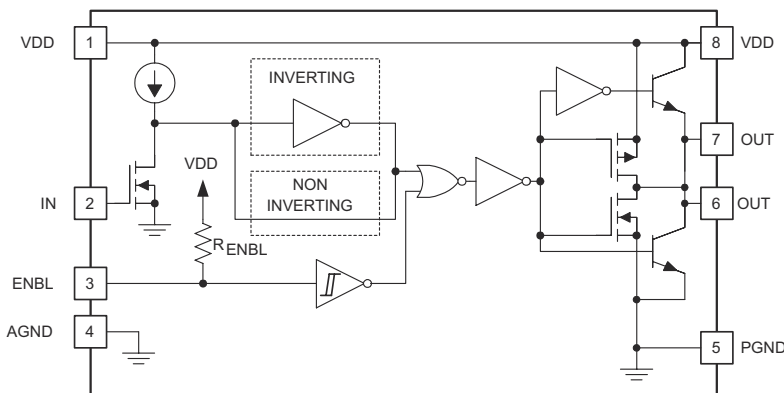 VDD 1
8 VDD
INVERTING
7 OUT
VDD
NON
INVERTING
IN 2
6 OUT
RENBL
ENBL 3
AGND 4
5 PGND